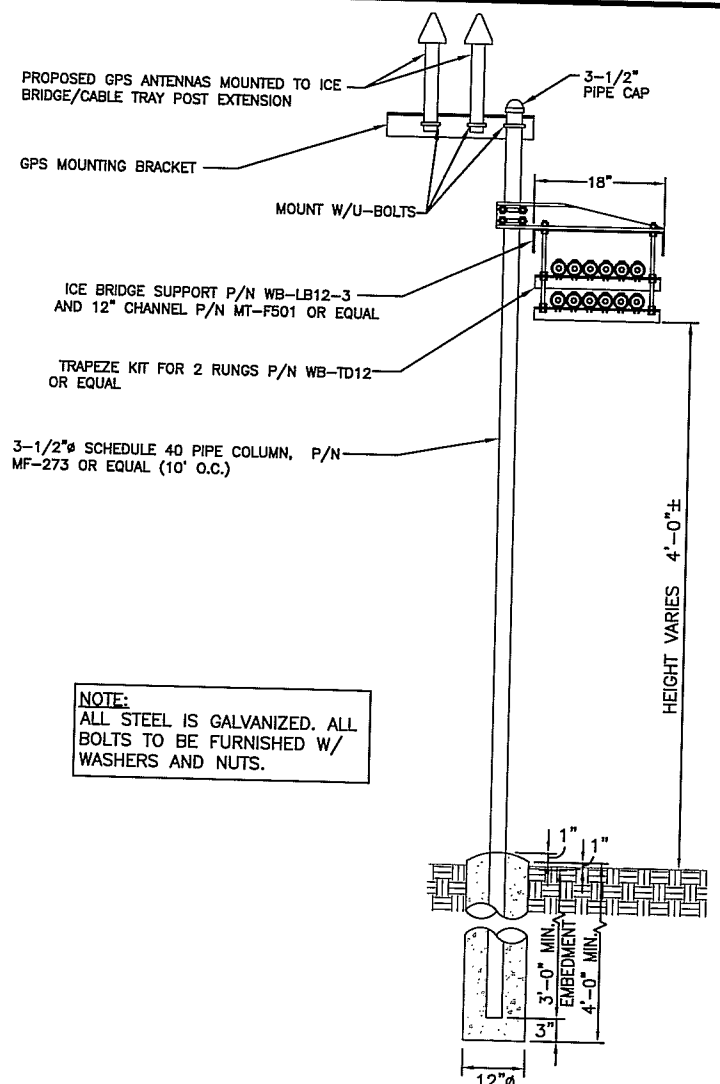 PROPOSED GPS ANTENNAS MOUNTED TO ICE
BRIDGE/CABLE TRAY POST EXTENSION
3-1/2"
PIPE CAP
GPS MOUNTING BRACKET
18"
MOUNT W/U-BOLTS
ICE BRIDGE SUPPORT P/N WB-LB12-3
AND 12" CHANNEL P/N MT-F501 OR EQUAL
TRAPEZE KIT FOR 2 RUNGS P/N WB-TD12
OR EQUAL
3-1/2"ø SCHEDULE 40 PIPE COLUMN, P/N
MF-273 OR EQUAL (10' O.C.)
HEIGHT VARIES 4'-0"±
NOTE:
ALL STEEL IS GALVANIZED. ALL
BOLTS TO BE FURNISHED W/
WASHERS AND NUTS.
1"
1"
3'-0" MIN.
EMBEDMENT
4'-0" MIN.
3"
12"ø